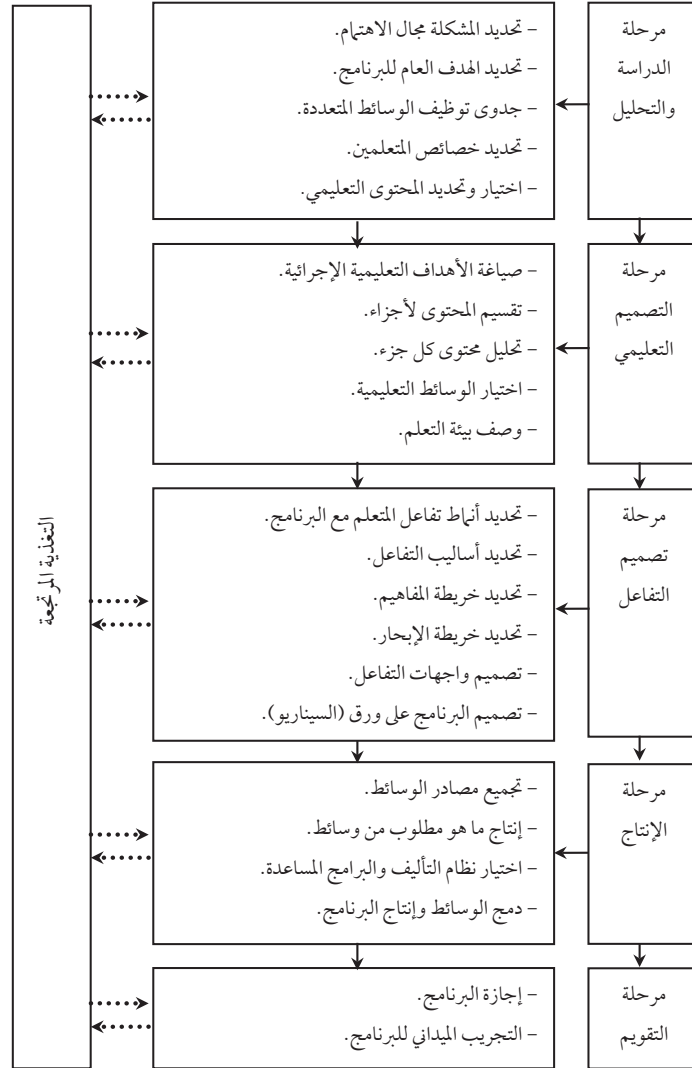 مرحلة
الدراسة
والتحليل
– تحديد المشكلة مجال الاهتمام.
– تحديد الهدف العام للبرنامج.
– جدوى توظيف الوسائط المتعددة.
– تحديد خصائص المتعلمين.
– اختيار وتحديد المحتوى التعليمي.
مرحلة
التصميم
التعليمي
– صياغة الأهداف التعليمية الإجرائية.
– تقسيم المحتوى لأجزاء.
– تحليل محتوى كل جزء.
– اختيار الوسائط التعليمية.
– وصف بيئة التعلم.
مرحلة
تصميم
التفاعل
– تحديد أنماط تفاعل المتعلم مع البرنامج.
– تحديد أساليب التفاعل.
– تحديد خريطة المفاهيم.
– تحديد خريطة الإبحار.
– تصميم واجهات التفاعل.
– تصميم البرنامج على ورق (السيناريو).
مرحلة
الإنتاج
– تجميع مصادر الوسائط.
– إنتاج ما هو مطلوب من وسائط.
– اختيار نظام التأليف والبرامج المساعدة.
– دمج الوسائط وإنتاج البرنامج.
مرحلة
التقويم
– إجازة البرنامج.
– التجريب الميداني للبرنامج.
التغذية المرتجعة